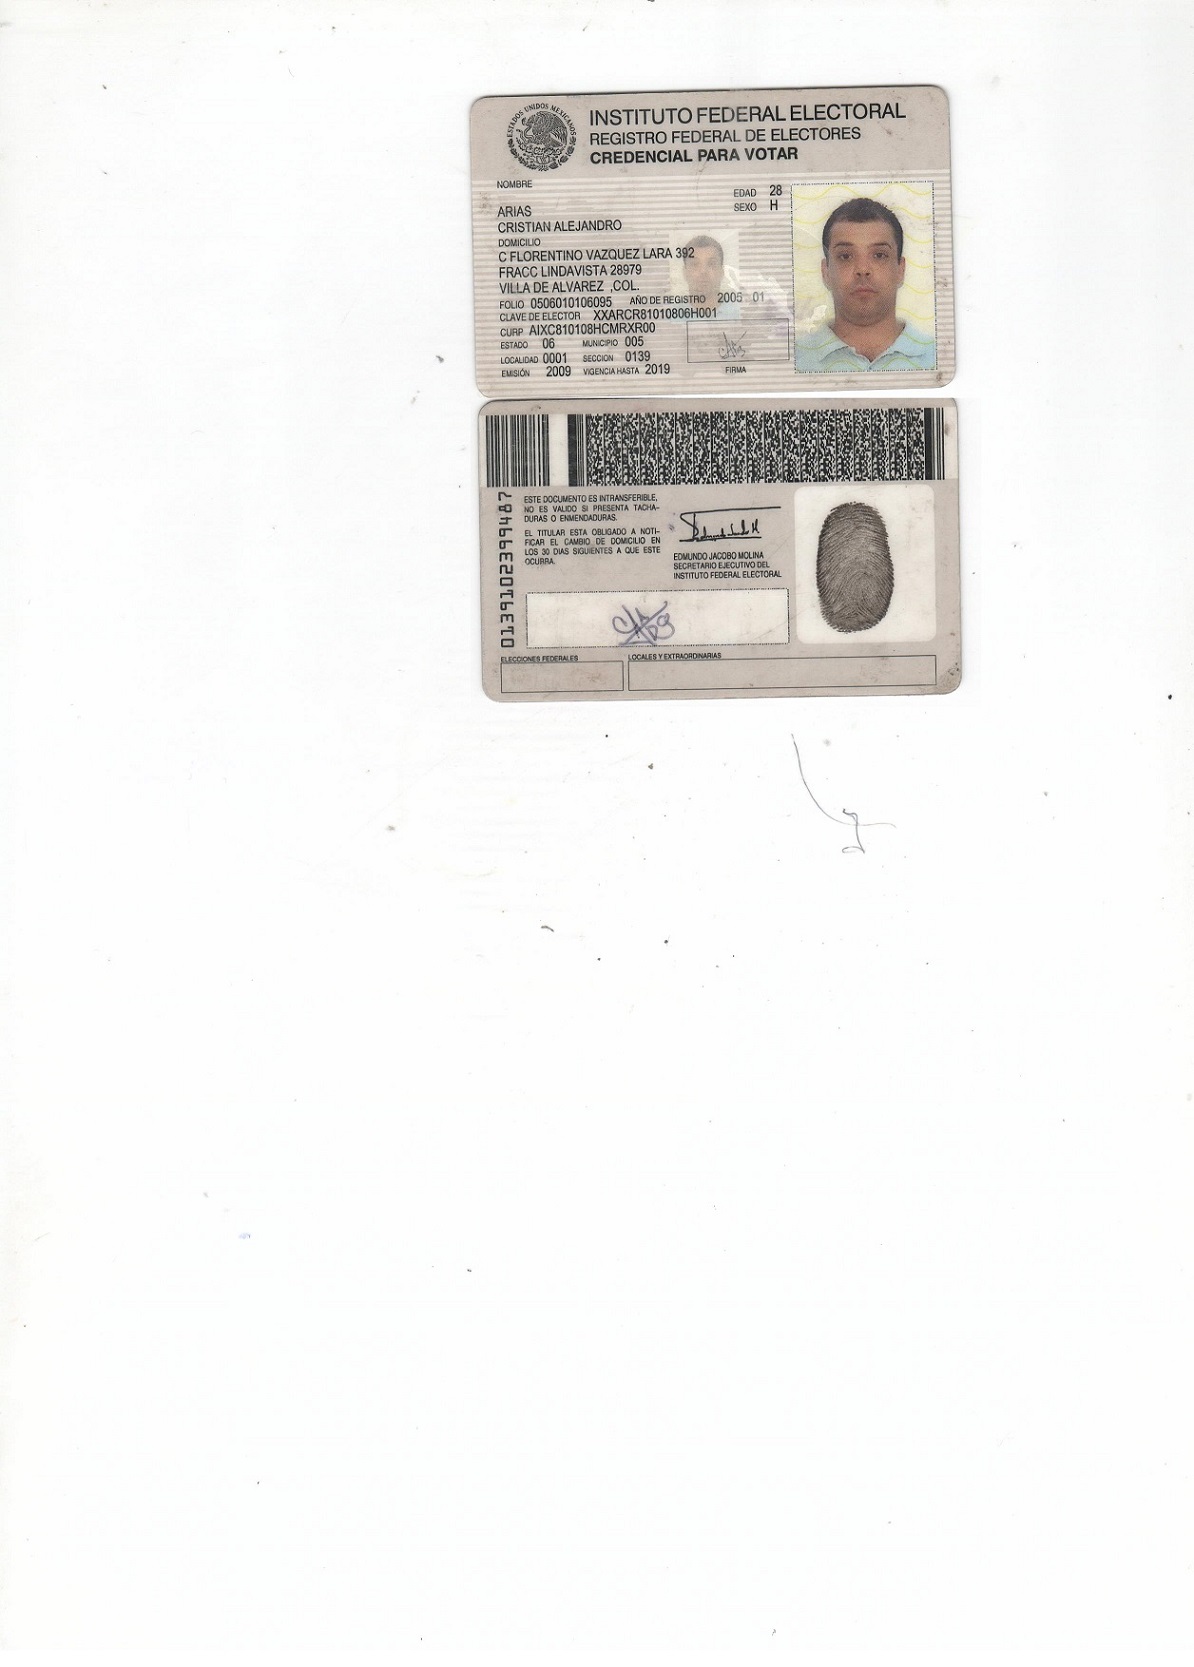 ESTADOS UNIDOS MEXICANOS
INSTITUTO FEDERAL ELECTORAL
REGISTRO FEDERAL DE ELECTORES
CREDENCIAL PARA VOTAR
NOMBRE
EDAD 28
SEXO H
ARIAS
CRISTIAN ALEJANDRO
DOMICILIO
C FLORENTINO VAZQUEZ LARA 392
FRACC LINDAVISTA 28979
VILLA DE ALVAREZ ,COL.
FOLIO 0506010106095 AÑO DE REGISTRO 2005 01
CLAVE DE ELECTOR XXARCR81010806H001
CURP AIXC810108HCMRXR00
ESTADO 06 MUNICIPIO 005
LOCALIDAD 0001 SECCION 0139
EMISIÓN 2009 VIGENCIA HASTA 2019
FIRMA
0139102399487
ESTE DOCUMENTO ES INTRANSFERIBLE,
NO ES VALIDO SI PRESENTA TACHA-
DURAS O ENMENDADURAS.
EL TITULAR ESTA OBLIGADO A NOTI-
FICAR EL CAMBIO DE DOMICILIO EN
LOS 30 DIAS SIGUIENTES A QUE ESTE
OCURRA.
EDMUNDO JACOBO MOLINA
SECRETARIO EJECUTIVO DEL
INSTITUTO FEDERAL ELECTORAL
ELECCIONES FEDERALES
LOCALES Y EXTRAORDINARIAS